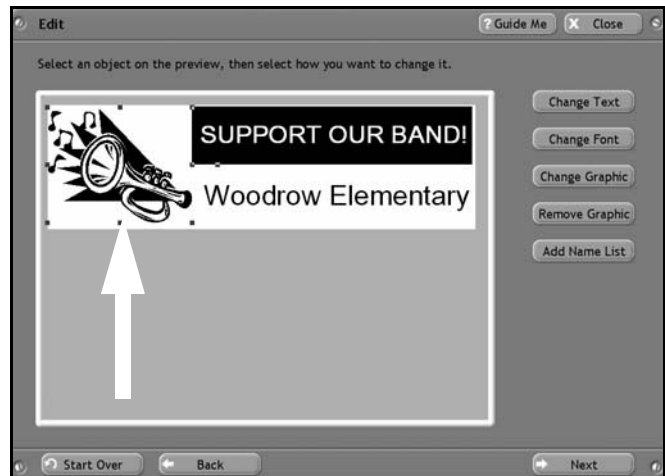 Edit
? Guide Me
X Close
Select an object on the preview, then select how you want to change it.
SUPPORT OUR BAND!
Woodrow Elementary
Change Text
Change Font
Change Graphic
Remove Graphic
Add Name List
Start Over
Back
Next